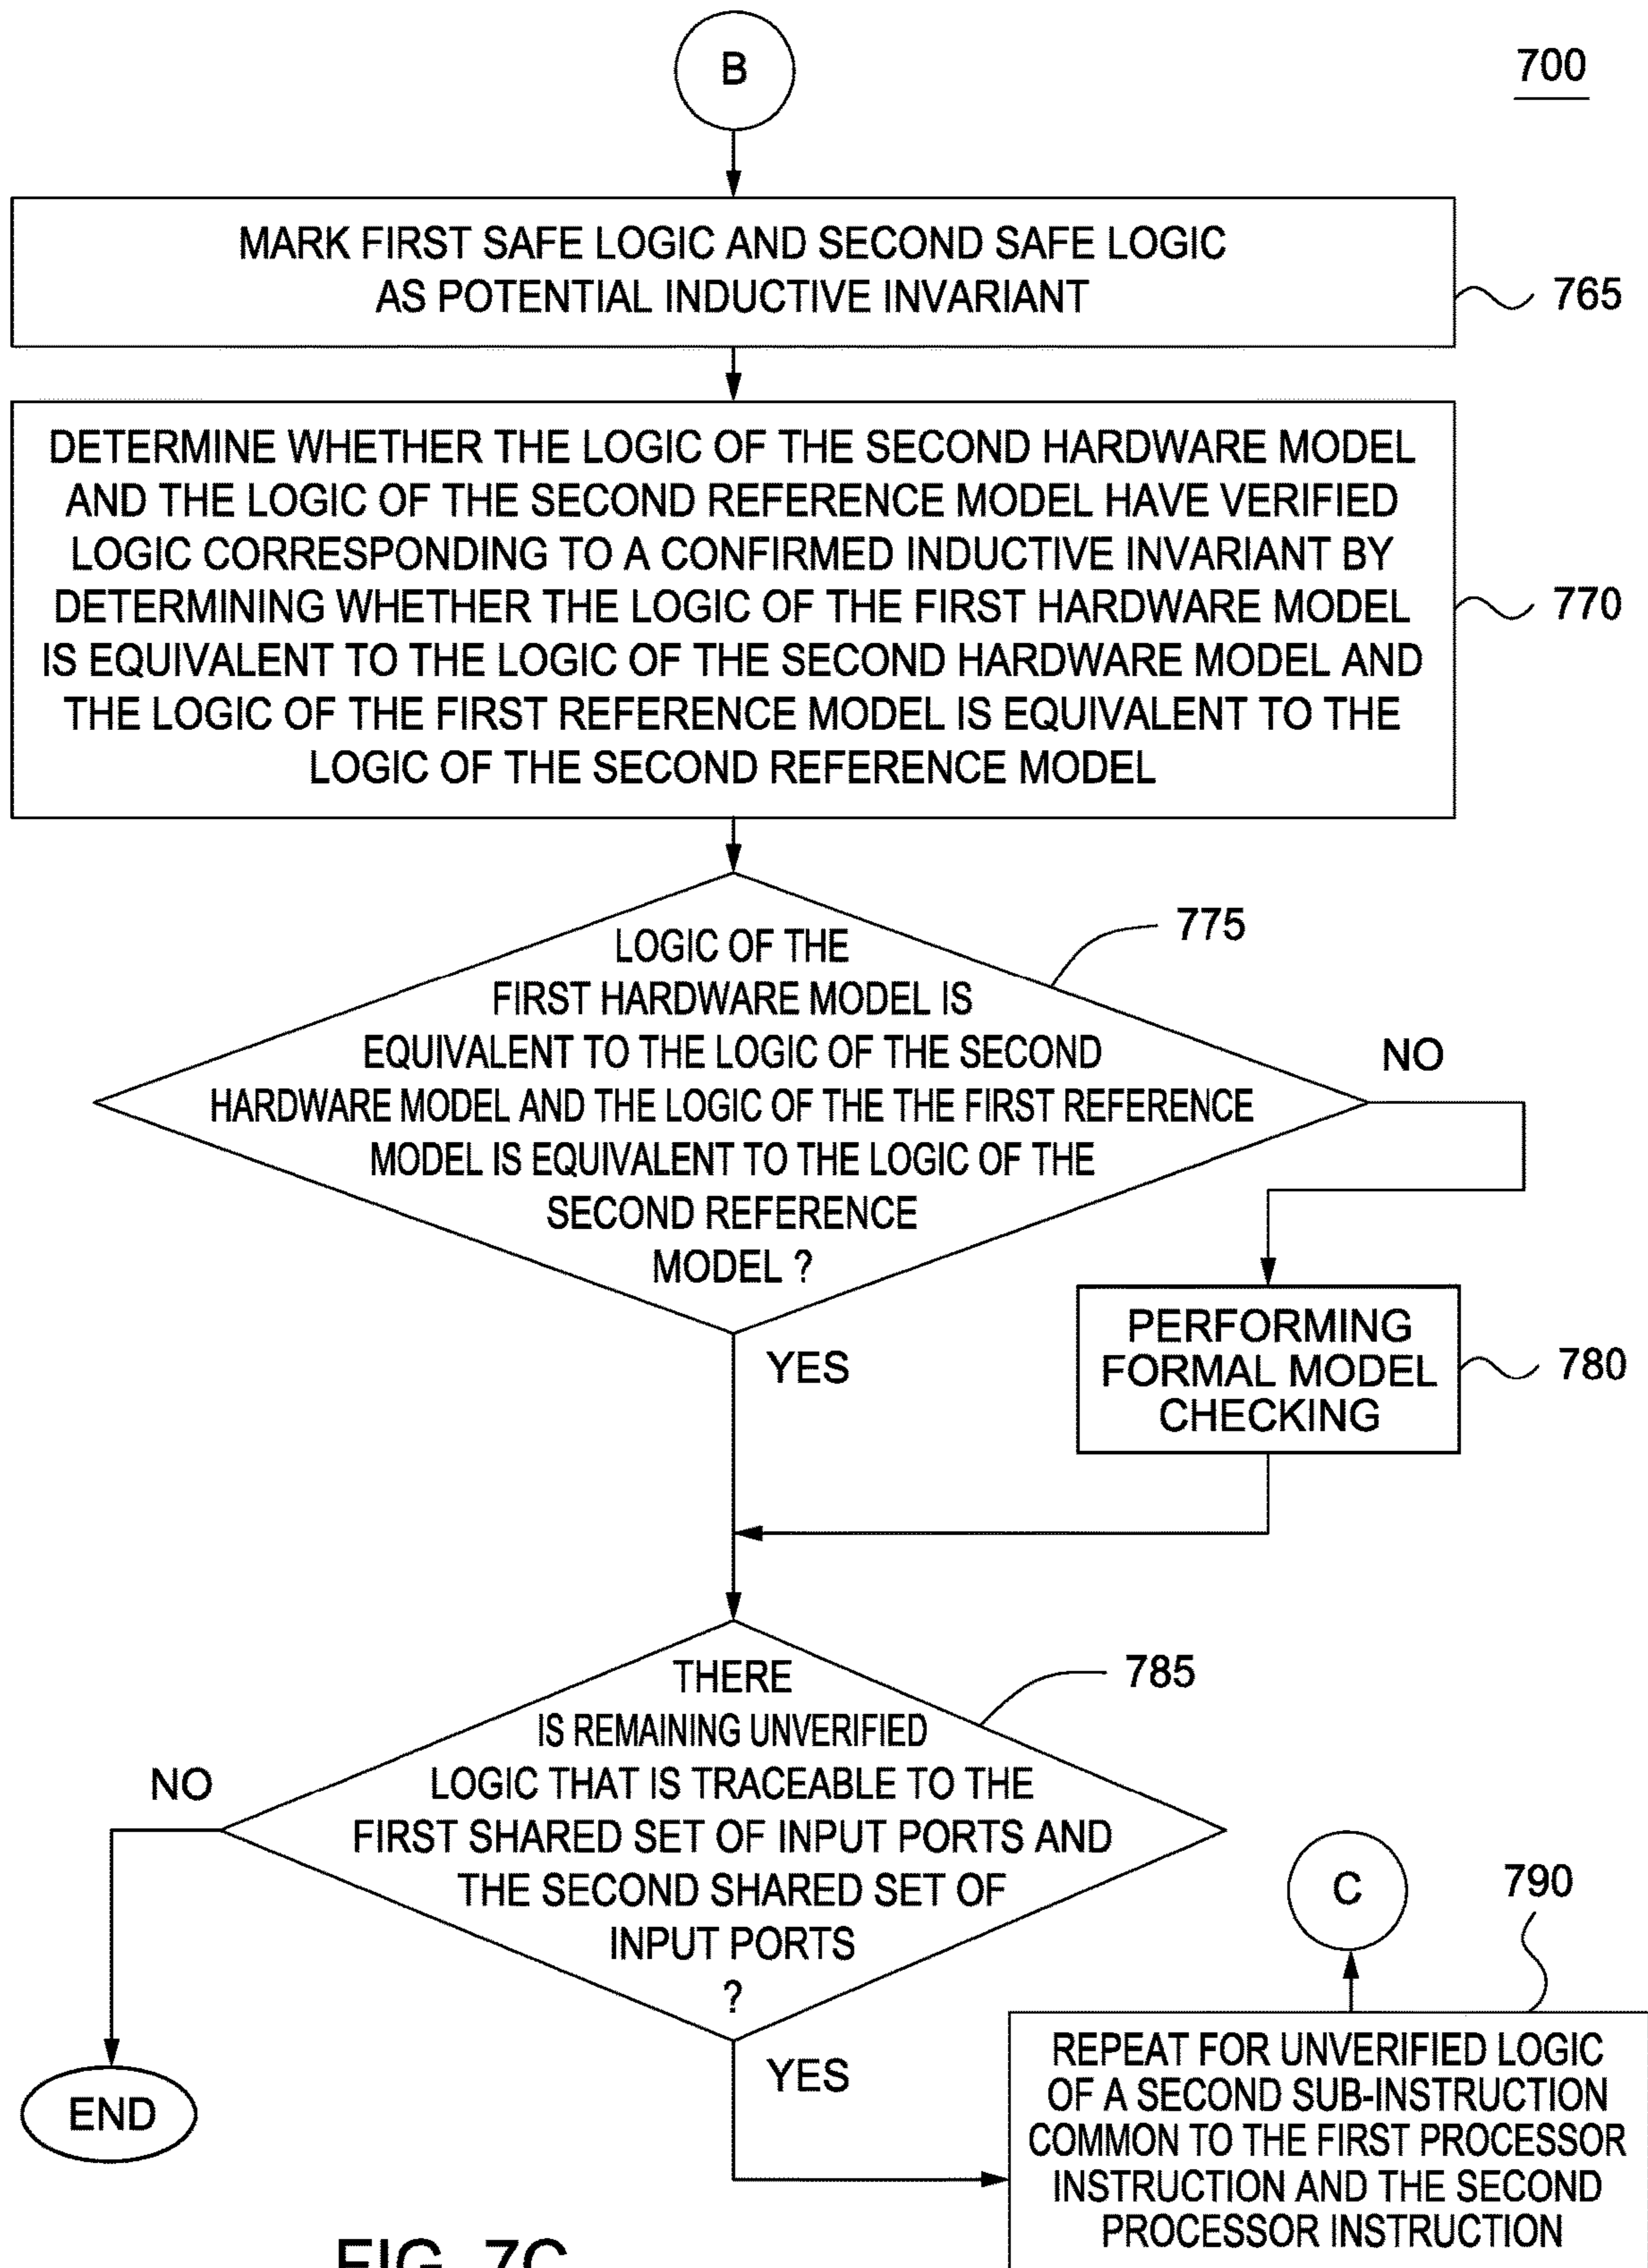 B
700
MARK FIRST SAFE LOGIC AND SECOND SAFE LOGIC
AS POTENTIAL INDUCTIVE INVARIANT
765
DETERMINE WHETHER THE LOGIC OF THE SECOND HARDWARE MODEL
AND THE LOGIC OF THE SECOND REFERENCE MODEL HAVE VERIFIED
LOGIC CORRESPONDING TO A CONFIRMED INDUCTIVE INVARIANT BY
DETERMINING WHETHER THE LOGIC OF THE FIRST HARDWARE MODEL
IS EQUIVALENT TO THE LOGIC OF THE SECOND HARDWARE MODEL AND
THE LOGIC OF THE FIRST REFERENCE MODEL IS EQUIVALENT TO THE
LOGIC OF THE SECOND REFERENCE MODEL
770
LOGIC OF THE
FIRST HARDWARE MODEL IS
EQUIVALENT TO THE LOGIC OF THE SECOND
HARDWARE MODEL AND THE LOGIC OF THE THE FIRST REFERENCE
MODEL IS EQUIVALENT TO THE LOGIC OF THE
SECOND REFERENCE
MODEL ?
775
NO
YES
PERFORMING
FORMAL MODEL
CHECKING
780
THERE
IS REMAINING UNVERIFIED
LOGIC THAT IS TRACEABLE TO THE
FIRST SHARED SET OF INPUT PORTS AND
THE SECOND SHARED SET OF
INPUT PORTS
?
785
NO
END
YES
C
790
REPEAT FOR UNVERIFIED LOGIC
OF A SECOND SUB-INSTRUCTION
COMMON TO THE FIRST PROCESSOR
INSTRUCTION AND THE SECOND
PROCESSOR INSTRUCTION
FIG. 7C